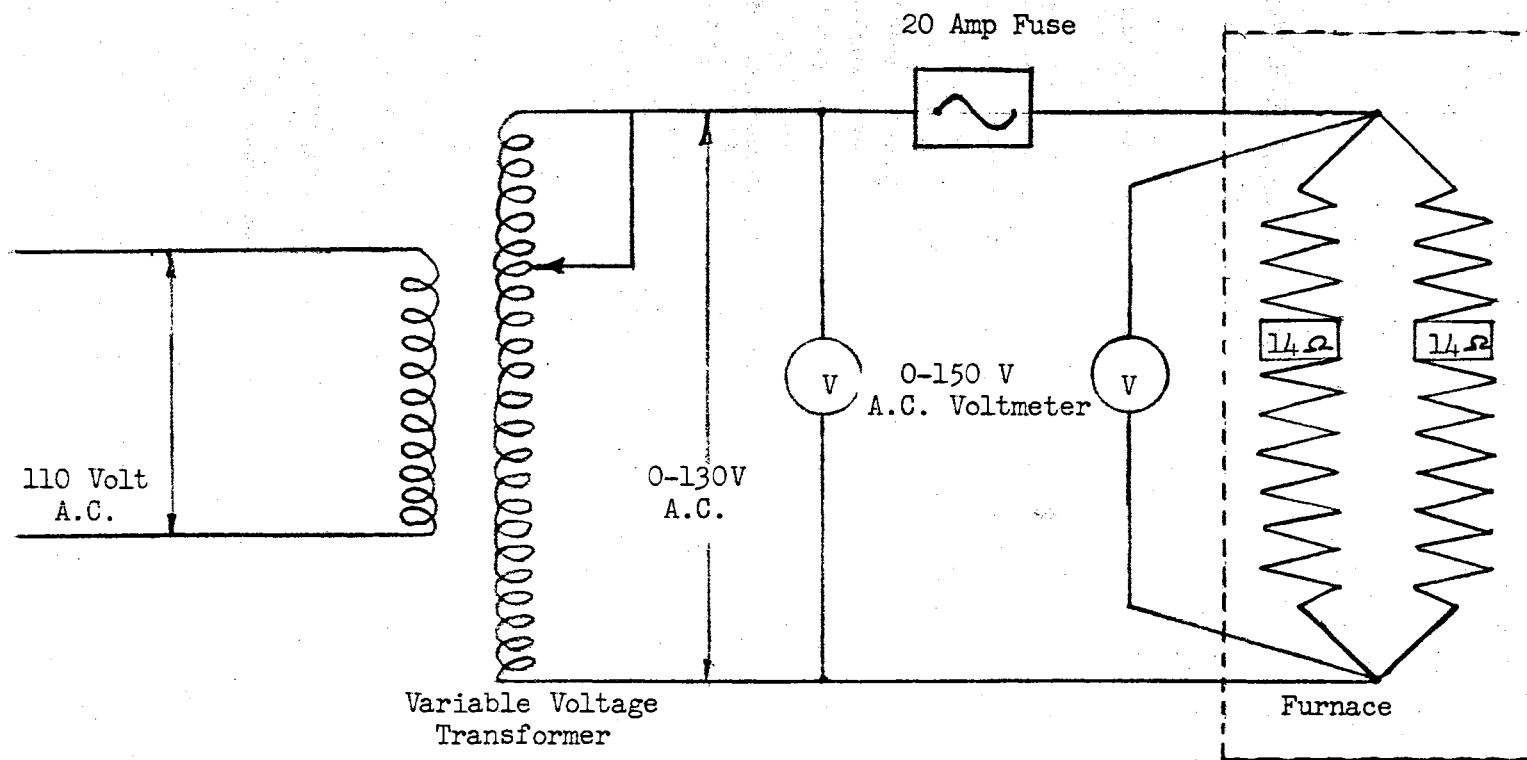 20 Amp Fuse
110 Volt
A.C.
0-130V
A.C.
V
0-150 V
A.C. Voltmeter
V
14Ω
14Ω
Variable Voltage
Transformer
Furnace